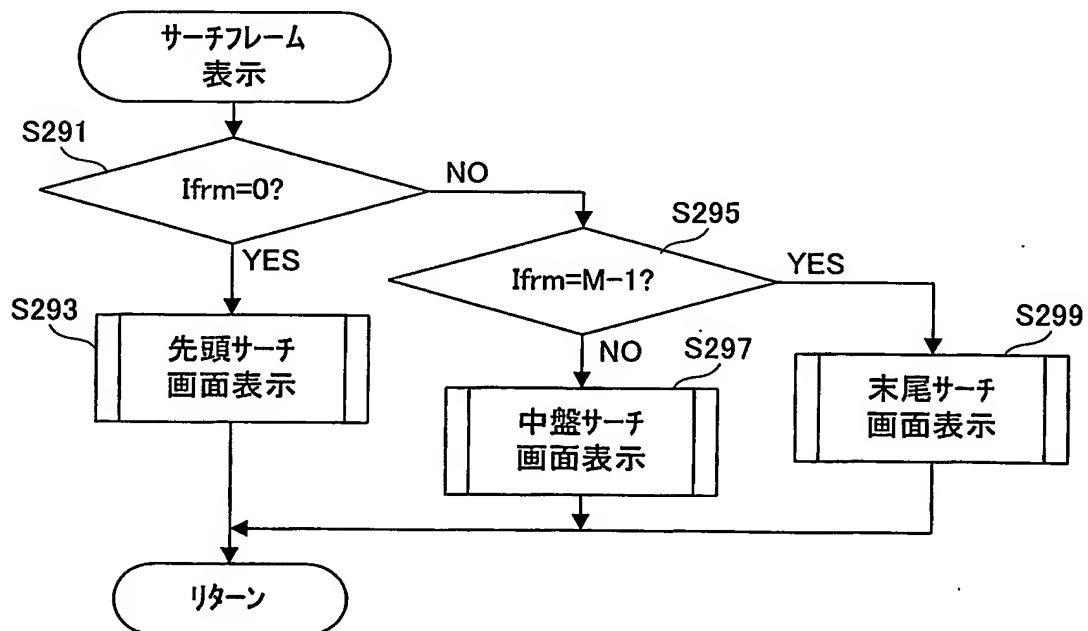 サーチフレーム
表示
S291
Ifrm=0?
NO
YES
S295
Ifrm=M-1?
YES
NO
S293
先頭サーチ
画面表示
S297
中盤サーチ
画面表示
S299
末尾サーチ
画面表示
リターン